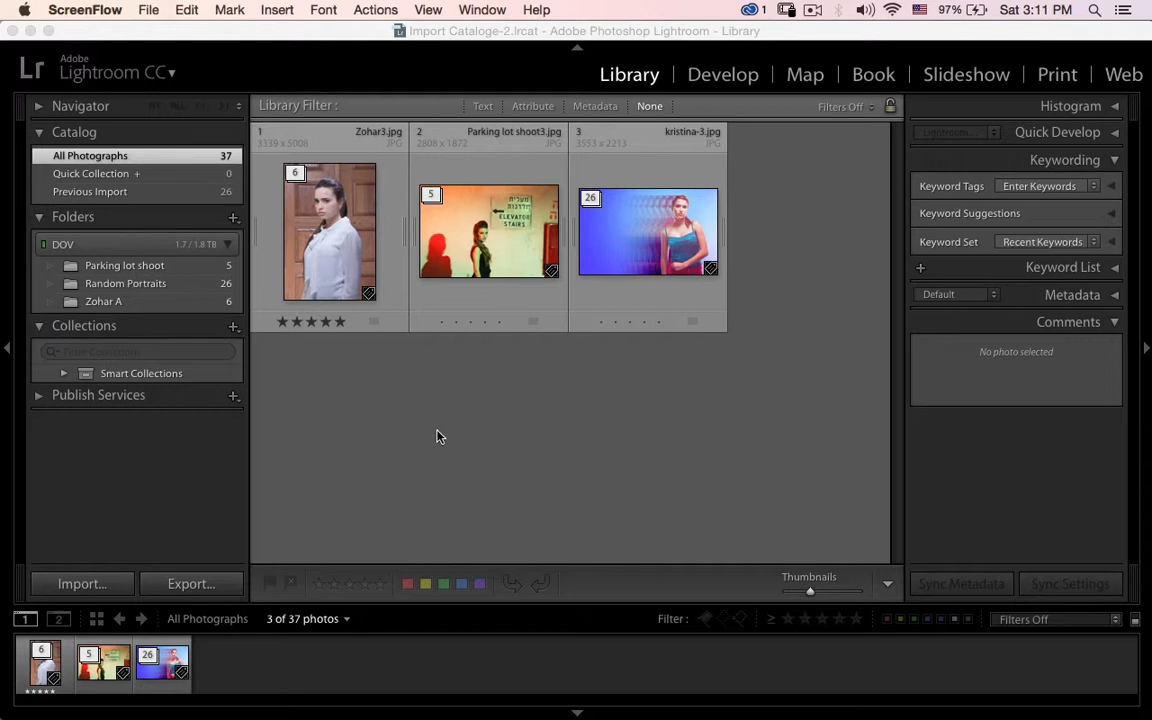 ScreenFlow File Edit Mark Insert Font Actions View Window Help 1 97% Sat 3:11 PM
Import Cataloge-2.lrcat - Adobe Photoshop Lightroom - Library
Lr Adobe Lightroom CC
Library Develop Map Book Slideshow Print Web
Navigator
Catalog
All Photographs 37
Quick Collection + 0
Previous Import 26
Folders
DOV 1.7 / 1.8 TB
Parking lot shoot 5
Random Portraits 26
Zohar A 6
Collections
Smart Collections
Publish Services
Import... Export...
Library Filter : Text Attribute Metadata None Filters Off
1 Zohar3.jpg
3339 x 5008 JPG
6
2 Parking lot shoot3.jpg
2808 x 1872 JPG
5
ELEVATOR
STAIRS
3 kristina-3.jpg
3553 x 2213 JPG
26
Thumbnails
Histogram
Lightroom... Quick Develop
Keywording
Keyword Tags Enter Keywords
Keyword Suggestions
Keyword Set Recent Keywords
Keyword List
Default Metadata
Comments
No photo selected
Sync Metadata Sync Settings
1 2 All Photographs 3 of 37 photos Filter : Filters Off
6 5 26